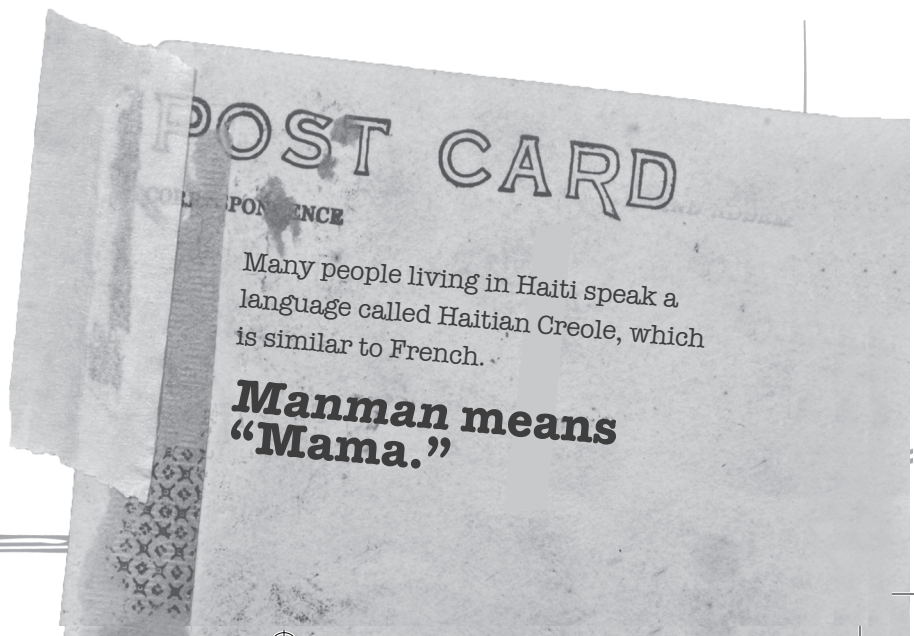 POST CARD
CORRESPONDENCE
Many people living in Haiti speak a
language called Haitian Creole, which
is similar to French.
Manman means
“Mama.”